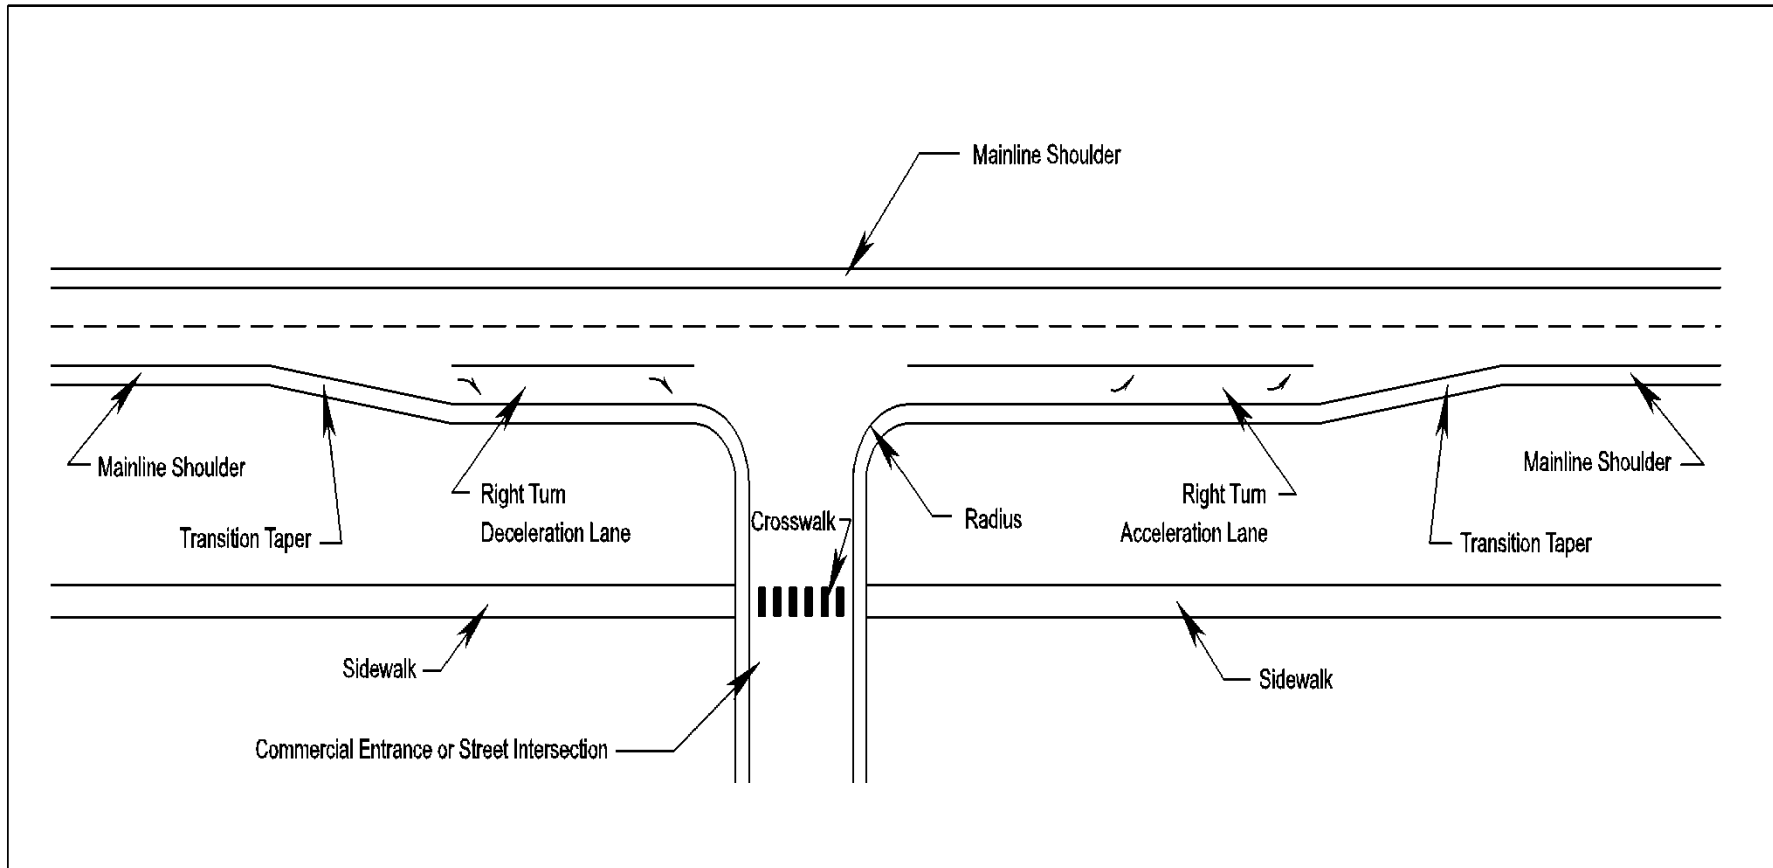 Mainline Shoulder
Mainline Shoulder
Transition Taper
Right Turn
Deceleration Lane
Crosswalk
Radius
Right Turn
Acceleration Lane
Mainline Shoulder
Transition Taper
Sidewalk
Sidewalk
Commercial Entrance or Street Intersection